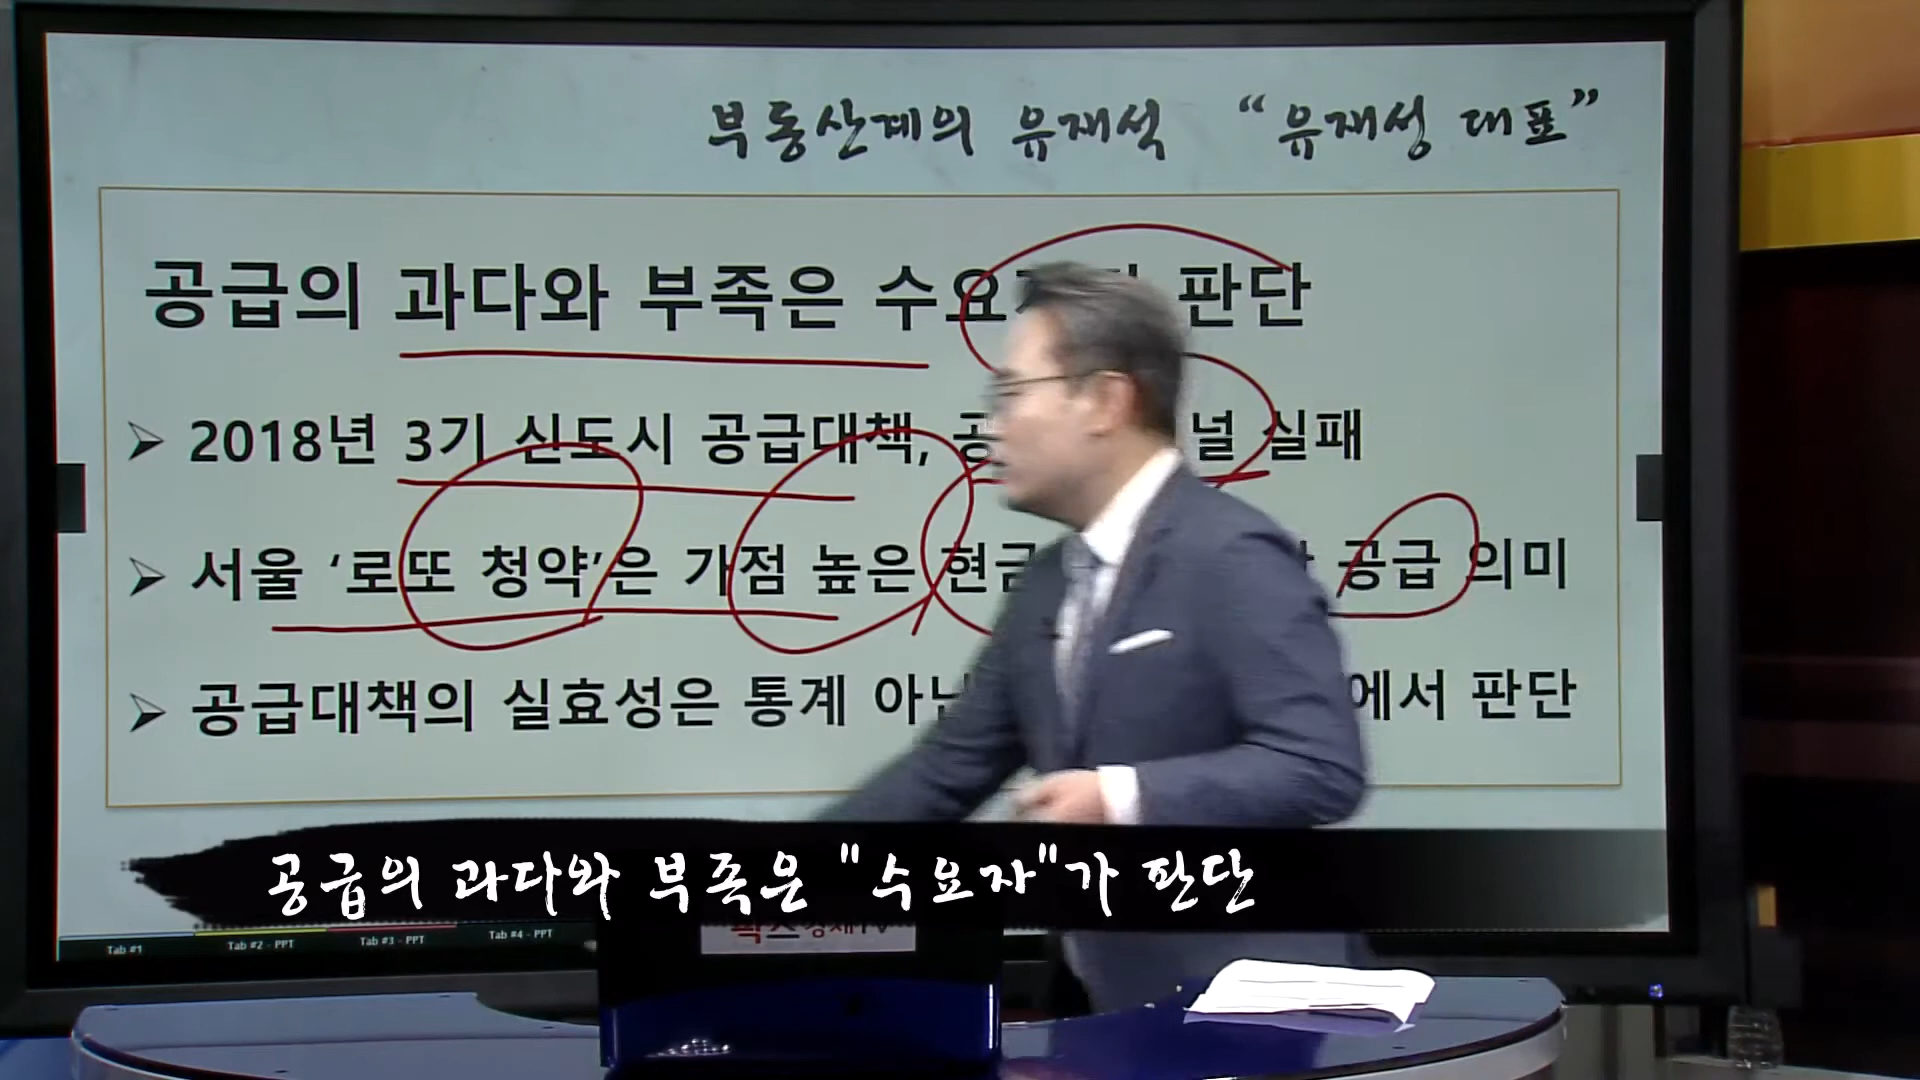 부동산계의 유재석 “유재성 대표”
공급의 과다와 부족은 수요 판단
2018년 3기 신도시 공급대책, 실패
서울 ‘로또 청약’은 가점 높은 공급 의미
공급대책의 실효성은 통계 에서 판단
공급의 과다와 부족은 "수요자"가 판단
Tab #1 Tab #2 - PPT Tab #3 - PPT Tab #4 - PPT